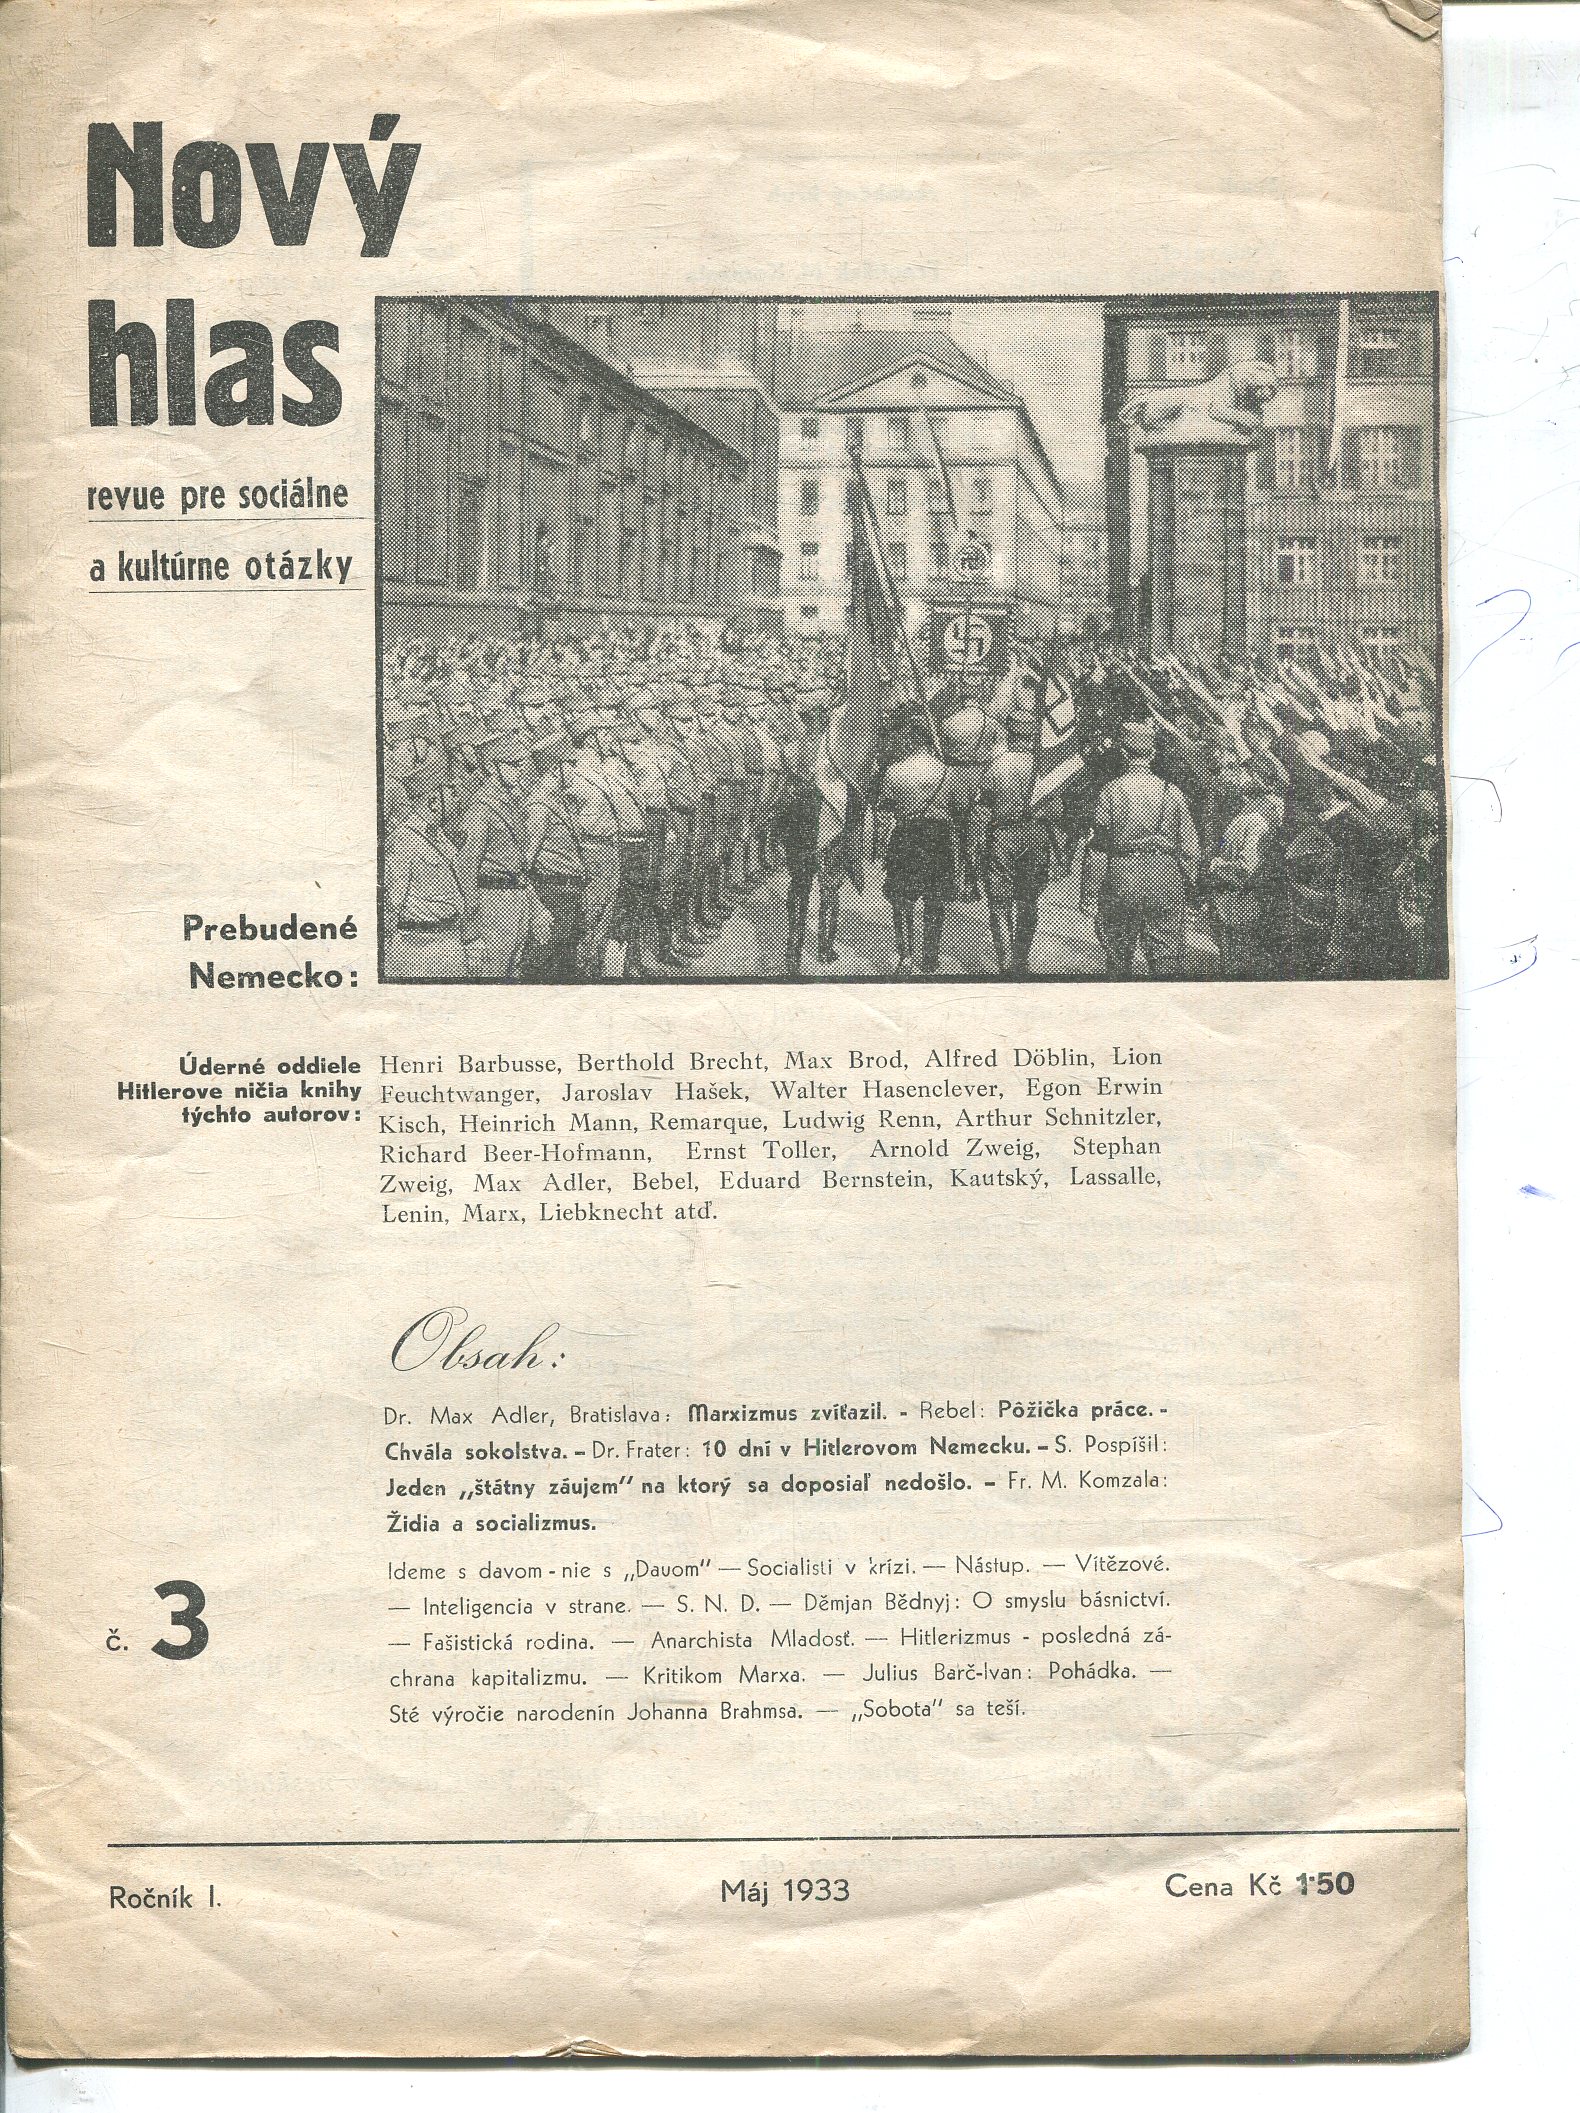 Nový
hlas
revue pre sociálne
a kultúrne otázky
Prebudené
Nemecko:
Úderné oddiele
Hitlerove ničia knihy
týchto autorov:
Henri Barbusse, Berthold Brecht, Max Brod, Alfred Döblin, Lion
Feuchtwanger, Jaroslav Hašek, Walter Hasenclever, Egon Erwin
Kisch, Heinrich Mann, Remarque, Ludwig Renn, Arthur Schnitzler,
Richard Beer-Hofmann, Ernst Toller, Arnold Zweig, Stephan
Zweig, Max Adler, Bebel, Eduard Bernstein, Kautský, Lassalle,
Lenin, Marx, Liebknecht atď.
Obsah:
Dr. Max Adler, Bratislava: Marxizmus zvíťazil. - Rebel: Pôžička práce. -
Chvála sokolstva. - Dr. Frater: 10 dní v Hitlerovom Nemecku. - S. Pospíšil:
Jeden „štátny záujem" na ktorý sa doposiaľ nedošlo. - Fr. M. Komzala:
Židia a socializmus.
Ideme s davom - nie s „Davom" — Socialisti v krízi. — Nástup. — Vítězové.
— Inteligencia v strane. — S. N. D. — Děmjan Bědnyj: O smyslu básnictví.
— Fašistická rodina. — Anarchista Mladosť. — Hitlerizmus - posledná zá-
chrana kapitalizmu. — Kritikom Marxa. — Julius Barč-Ivan: Pohádka. —
Sté výročie narodenín Johanna Brahmsa. — „Sobota" sa teší.
č. 3
Ročník I.
Máj 1933
Cena Kč 1·50